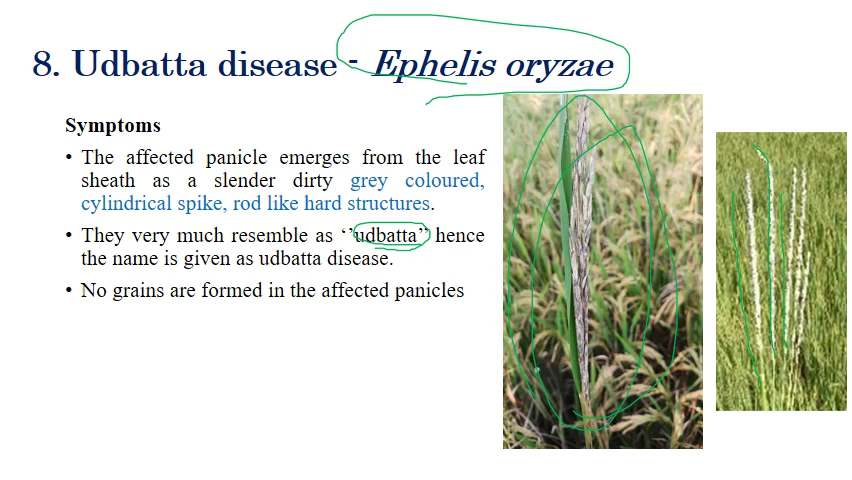 8. Udbatta disease - Ephelis oryzae
Symptoms
• The affected panicle emerges from the leaf
sheath as a slender dirty grey coloured,
cylindrical spike, rod like hard structures.
• They very much resemble as ‘’udbatta’’ hence
the name is given as udbatta disease.
• No grains are formed in the affected panicles